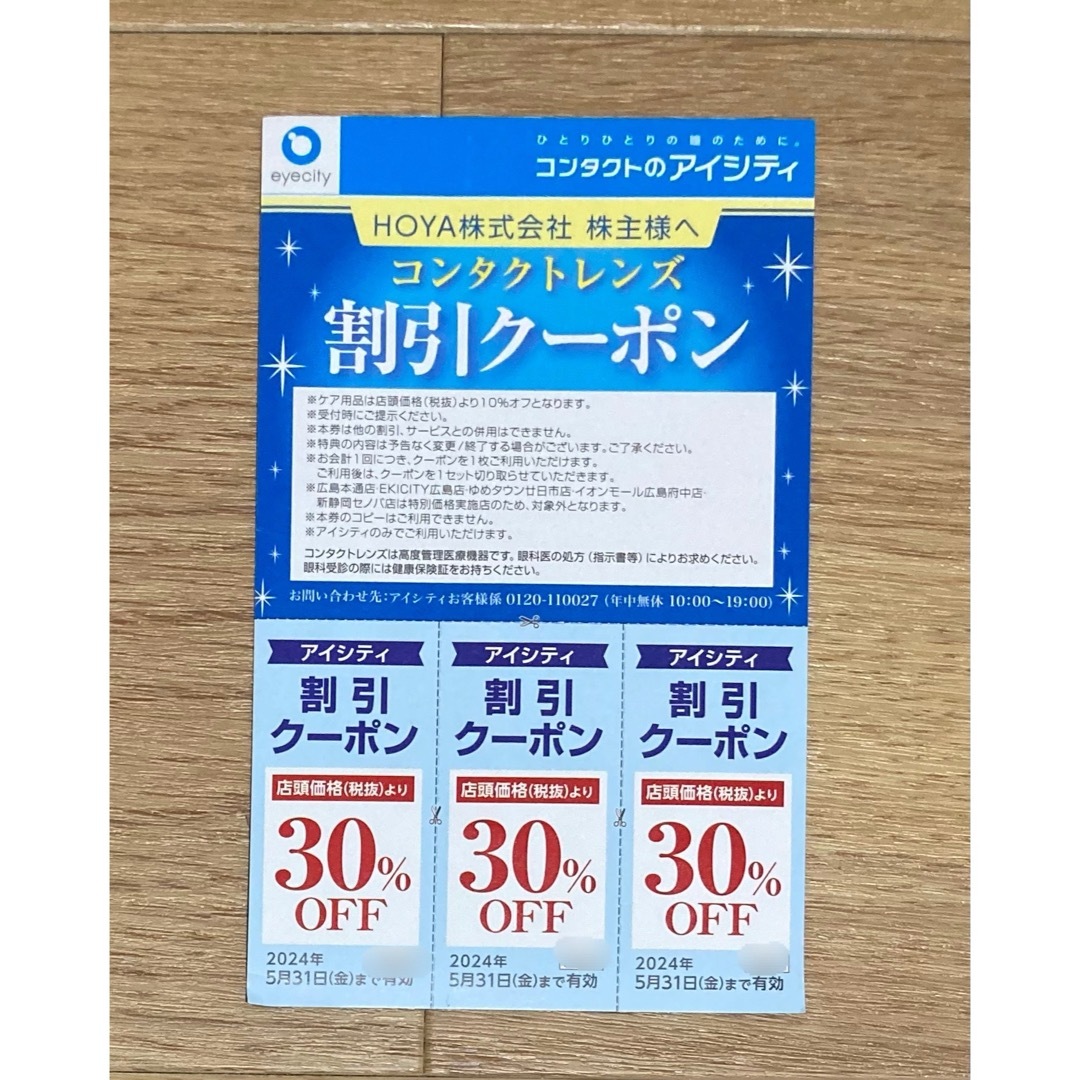 eyecity
ひとりひとりの瞳のために。
コンタクトのアイシティ
HOYA株式会社 株主様へ
コンタクトレンズ
割引クーポン
※ケア用品は店頭価格(税抜)より10%オフとなります。
※受付時にご提示ください。
※本券は他の割引、サービスとの併用はできません。
※特典の内容は予告なく変更/終了する場合がございます。ご了承ください。
※お会計1回につき、クーポンを1枚ご利用いただけます。
ご利用後は、クーポンを1セット切り取らせていただきます。
※広島本通店・EKICITY広島店・ゆめタウン廿日市店・イオンモール広島府中店・
新静岡セノバ店は特別価格実施店のため、対象外となります。
※本券のコピーはご利用できません。
※アイシティのみでご利用いただけます。
コンタクトレンズは高度管理医療機器です。眼科医の処方（指示書等）によりお求めください。
眼科受診の際には健康保険証をお持ちください。
お問い合わせ先：アイシティお客様係 0120-110027（年中無休 10:00～19:00）
アイシティ
割引
クーポン
店頭価格(税抜)より
30%
OFF
2024年
5月31日(金)まで有効
アイシティ
割引
クーポン
店頭価格(税抜)より
30%
OFF
2024年
5月31日(金)まで有効
アイシティ
割引
クーポン
店頭価格(税抜)より
30%
OFF
2024年
5月31日(金)まで有効